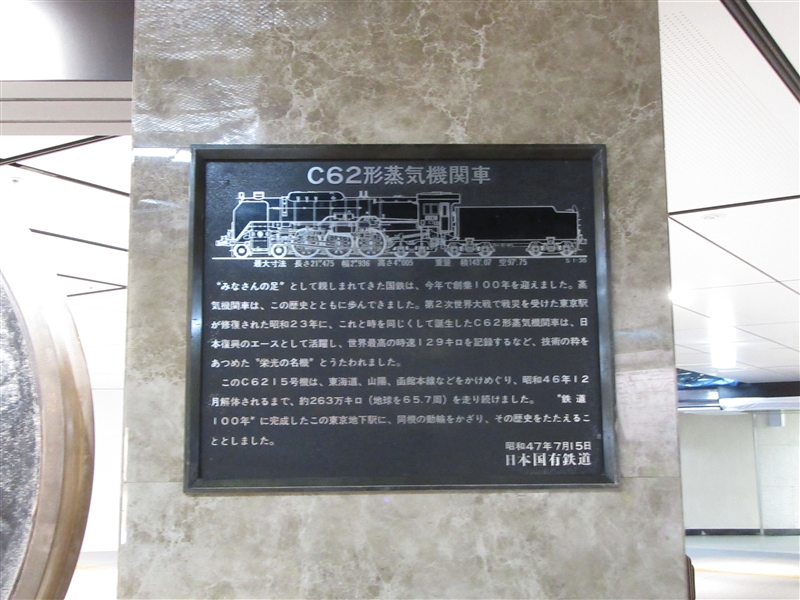 C62形蒸気機関車
最大寸法 長さ21,475 幅2,936 高さ4,005 重量 積143.07 空97.75
“みなさんの足”として親しまれてきた国鉄は、今年で創業100年を迎えました。蒸
気機関車は、この歴史とともに歩んできました。第2次世界大戦で戦災を受けた東京駅
が修復された昭和23年に、これと時を同じくして誕生したC62形蒸気機関車は、日
本復興のエースとして活躍し、世界最高の時速129キロを記録するなど、技術の粋を
あつめた“栄光の名機”とうたわれました。
このC6215号機は、東海道、山陽、函館本線などをかけめぐり、昭和46年12
月解体されるまで、約263万キロ(地球を65.7周)を走り続けました。 “鉄道
100年”に完成したこの東京地下駅に、同機の動輪をかざり、その歴史をたたえるこ
ととしました。
昭和47年7月15日
日本国有鉄道